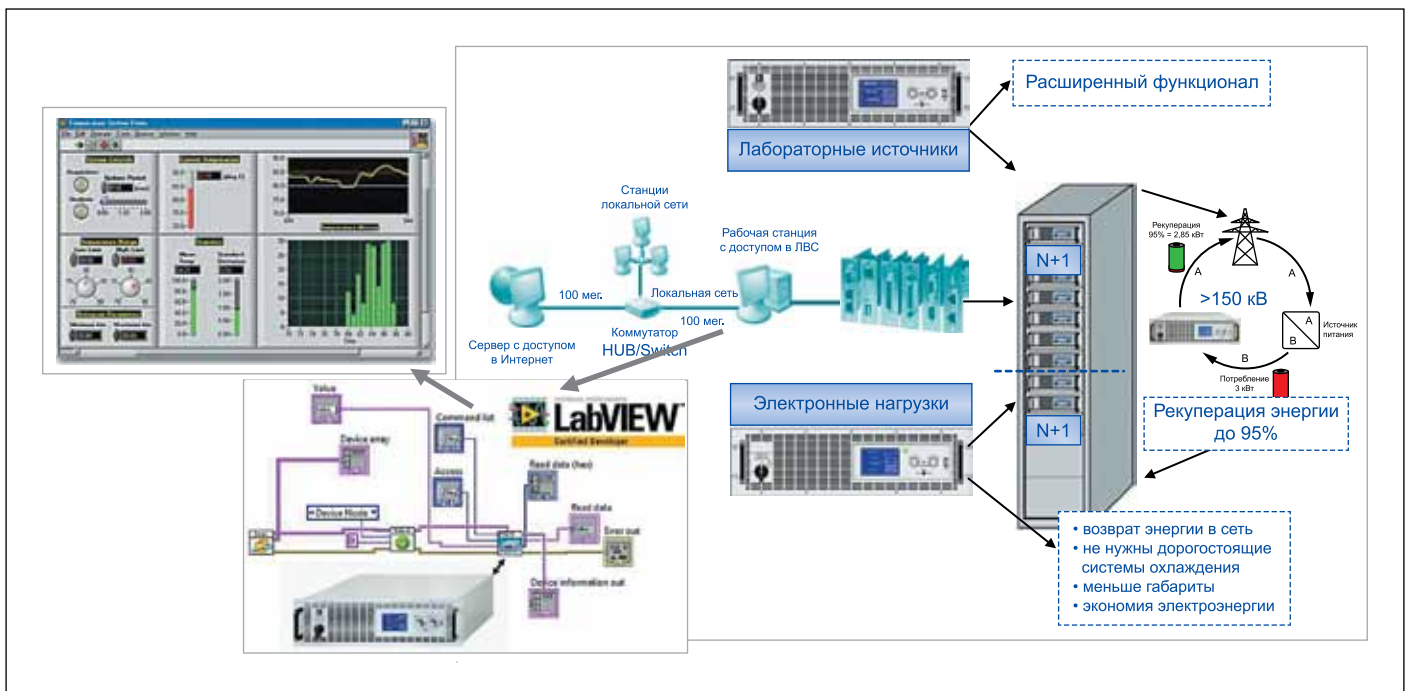 Расширенный функционал
Лабораторные источники
Станции
локальной сети
Рабочая станция
с доступом в ЛВС
100 мег.
Локальная сеть
100 мег.
Коммутатор
HUB/Switch
Сервер с доступом
в Интернет
N+1
N+1
Рекуперация
95% = 2,85 кВт
A
A
>150 кВ
A
B
Источник
питания
B
Потребление
3 кВт
Рекуперация энергии
до 95%
Электронные нагрузки
• возврат энергии в сеть
• не нужны дорогостоящие
системы охлаждения
• меньше габариты
• экономия электроэнергии
LabVIEW
Certified Developer
Value
Command list
Device array
Access
Read data (hex)
Device Mode
Read data
Error out
Device information out